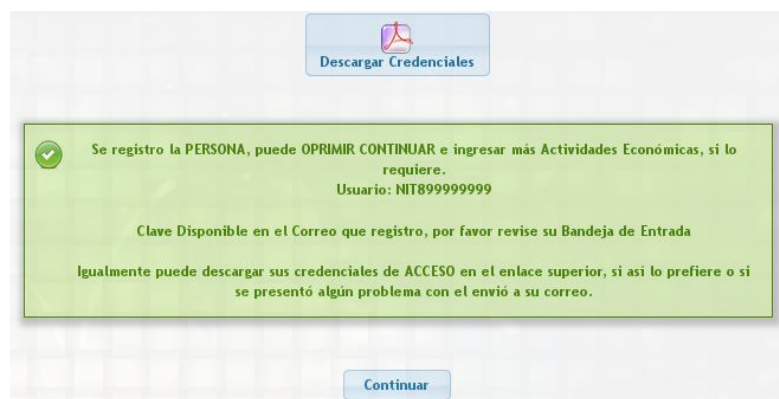 Descargar Credenciales
Se registro la PERSONA, puede OPRIMIR CONTINUAR e ingresar más Actividades Económicas, si lo
requiere.
Usuario: NIT899999999
Clave Disponible en el Correo que registro, por favor revise su Bandeja de Entrada
Igualmente puede descargar sus credenciales de ACCESO en el enlace superior, si así lo prefiere o si
se presentó algún problema con el envió a su correo.
Continuar